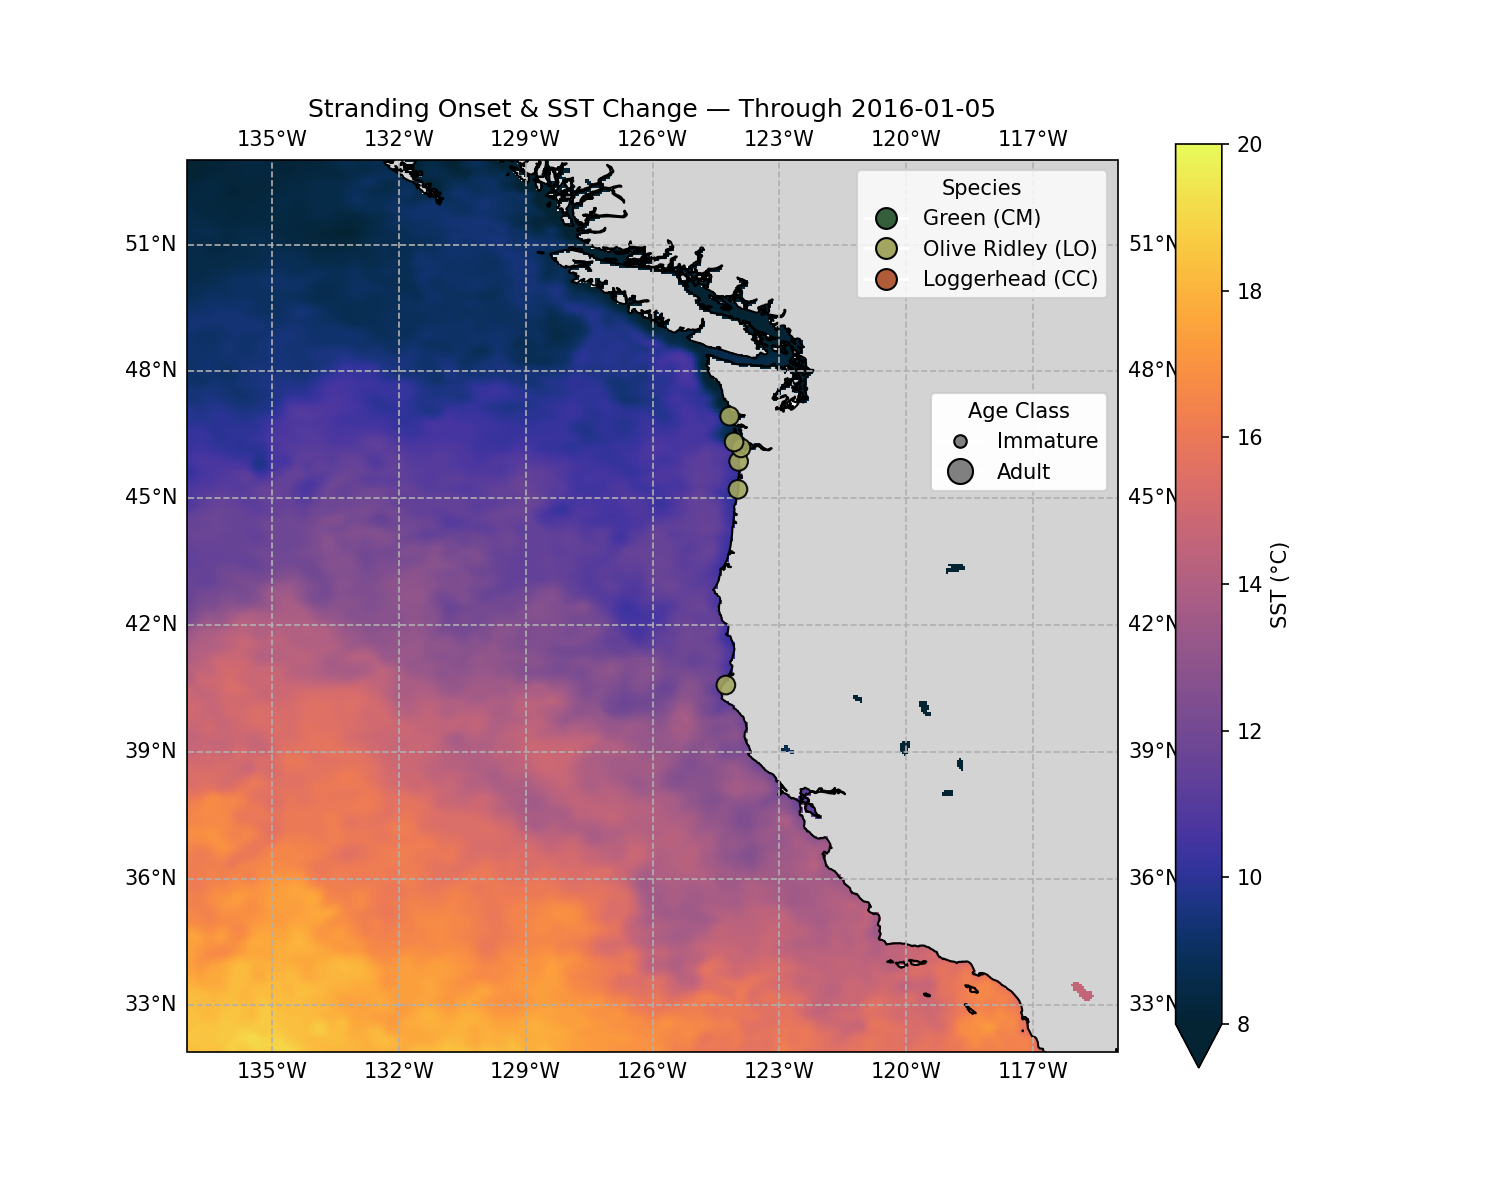 Stranding Onset & SST Change — Through 2016-01-05
135°W 132°W 129°W 126°W 123°W 120°W 117°W
20
Species
Green (CM)
Olive Ridley (LO)
Loggerhead (CC)
51°N 51°N
18
48°N 48°N
Age Class
Immature
Adult
16
45°N 45°N
14
SST (°C)
42°N 42°N
12
39°N 39°N
10
36°N 36°N
33°N 33°N
8
135°W 132°W 129°W 126°W 123°W 120°W 117°W